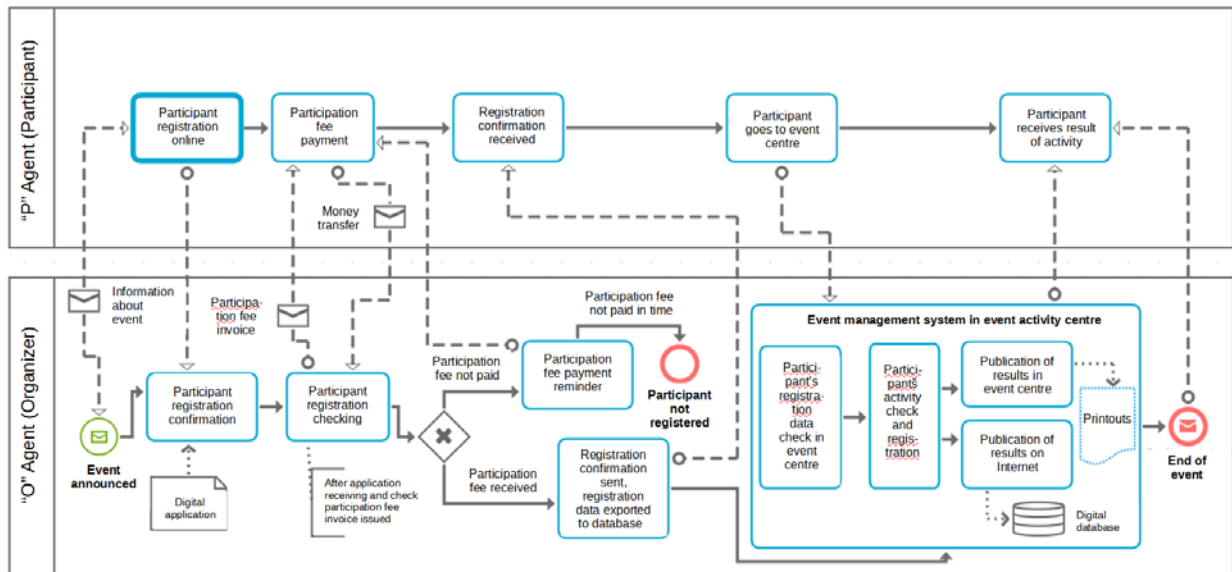 "P" Agent (Participant)
Participant
registration
online
Participation
fee
payment
Registration
confirmation
received
Participant
goes to event
centre
Participant
receives result
of activity
Money
transfer
"O" Agent (Organizer)
Information
about
event
Participa-
tion fee
invoice
Event
announced
Participant
registration
confirmation
Digital
application
Participant
registration
checking
After application
receiving and check
participation fee
invoice issued
Participation
fee not paid
Participation
fee received
Participation
fee payment
reminder
Participation fee
not paid in time
Participant
not
registered
Registration
confirmation
sent,
registration
data exported
to database
Event management system in event activity centre
Partici-
pant's
registra-
tion
data
check in
event
centre
Partici-
pantś
activity
check
and
regis-
tration
Publication of
results in
event centre
Publication of
results on
Internet
Printouts
Digital
database
End of
event